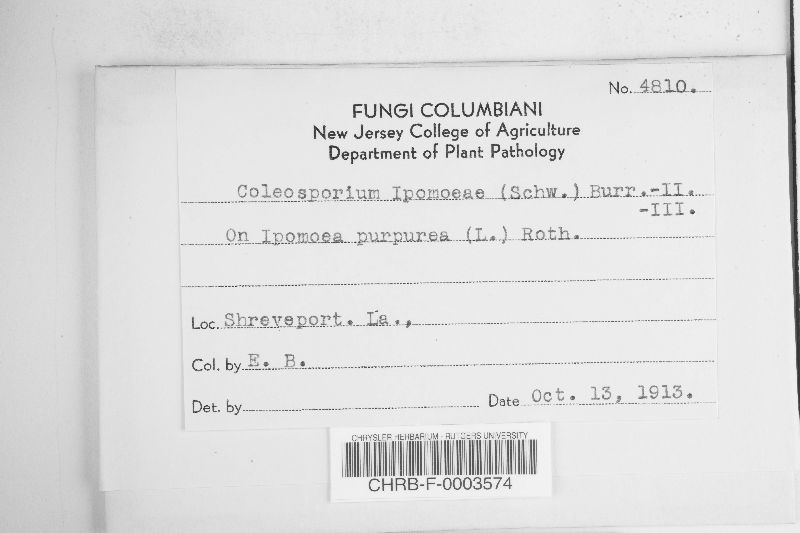 No. 4810.
FUNGI COLUMBIANI
New Jersey College of Agriculture
Department of Plant Pathology
Coleosporium Ipomoeae (Schw.) Burr.-II.
-III.
On Ipomoea purpurea (L.) Roth.
Loc. Shreveport. La.,
Col. by E. B.
Det. by
Date Oct. 13, 1913.
CHRYSLER HERBARIUM - RUTGERS UNIVERSITY
CHRB-F-0003574